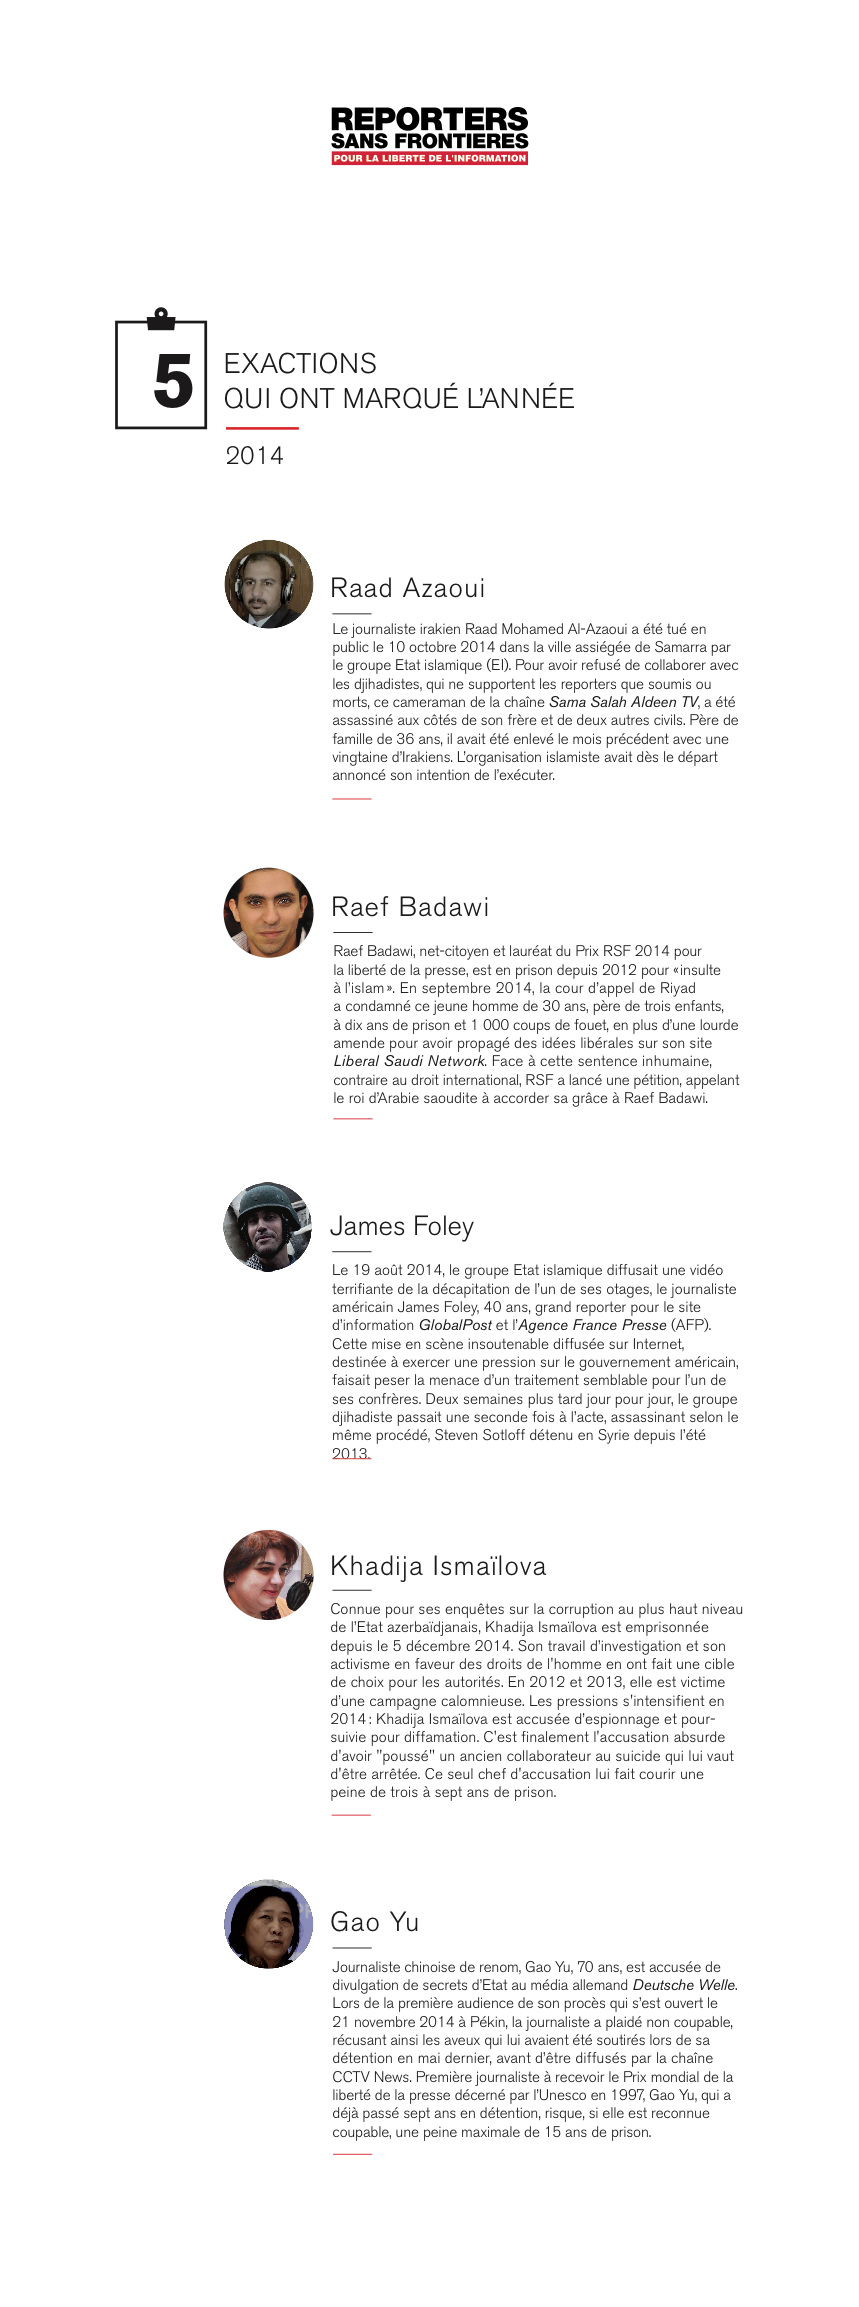 REPORTERS
SANS FRONTIERES
POUR LA LIBERTE DE L'INFORMATION
5
EXACTIONS
QUI ONT MARQUÉ L'ANNÉE
2014
Raad Azaoui
Le journaliste irakien Raad Mohamed Al-Azaoui a été tué en
public le 10 octobre 2014 dans la ville assiégée de Samarra par
le groupe Etat islamique (EI). Pour avoir refusé de collaborer avec
les djihadistes, qui ne supportent les reporters que soumis ou
morts, ce cameraman de la chaîne Sama Salah Aldeen TV, a été
assassiné aux côtés de son frère et de deux autres civils. Père de
famille de 36 ans, il avait été enlevé le mois précédent avec une
vingtaine d'Irakiens. L'organisation islamiste avait dès le départ
annoncé son intention de l'exécuter.
Raef Badawi
Raef Badawi, net-citoyen et lauréat du Prix RSF 2014 pour
la liberté de la presse, est en prison depuis 2012 pour «insulte
à l'islam». En septembre 2014, la cour d'appel de Riyad
a condamné ce jeune homme de 30 ans, père de trois enfants,
à dix ans de prison et 1 000 coups de fouet, en plus d'une lourde
amende pour avoir propagé des idées libérales sur son site
Liberal Saudi Network. Face à cette sentence inhumaine,
contraire au droit international, RSF a lancé une pétition, appelant
le roi d'Arabie saoudite à accorder sa grâce à Raef Badawi.
James Foley
Le 19 août 2014, le groupe Etat islamique diffusait une vidéo
terrifiante de la décapitation de l'un de ses otages, le journaliste
américain James Foley, 40 ans, grand reporter pour le site
d'information GlobalPost et l'Agence France Presse (AFP).
Cette mise en scène insoutenable diffusée sur Internet,
destinée à exercer une pression sur le gouvernement américain,
faisait peser la menace d'un traitement semblable pour l'un de
ses confrères. Deux semaines plus tard jour pour jour, le groupe
djihadiste passait une seconde fois à l'acte, assassinant selon le
même procédé, Steven Sotloff détenu en Syrie depuis l'été
2013.
Khadija Ismaïlova
Connue pour ses enquêtes sur la corruption au plus haut niveau
de l'Etat azerbaïdjanais, Khadija Ismaïlova est emprisonnée
depuis le 5 décembre 2014. Son travail d'investigation et son
activisme en faveur des droits de l'homme en ont fait une cible
de choix pour les autorités. En 2012 et 2013, elle est victime
d'une campagne calomnieuse. Les pressions s'intensifient en
2014 : Khadija Ismaïlova est accusée d'espionnage et pour-
suivie pour diffamation. C'est finalement l'accusation absurde
d'avoir "poussé" un ancien collaborateur au suicide qui lui vaut
d'être arrêtée. Ce seul chef d'accusation lui fait courir une
peine de trois à sept ans de prison.
Gao Yu
Journaliste chinoise de renom, Gao Yu, 70 ans, est accusée de
divulgation de secrets d'Etat au média allemand Deutsche Welle.
Lors de la première audience de son procès qui s'est ouvert le
21 novembre 2014 à Pékin, la journaliste a plaidé non coupable,
récusant ainsi les aveux qui lui avaient été soutirés lors de sa
détention en mai dernier, avant d'être diffusés par la chaîne
CCTV News. Première journaliste à recevoir le Prix mondial de la
liberté de la presse décerné par l'Unesco en 1997, Gao Yu, qui a
déjà passé sept ans en détention, risque, si elle est reconnue
coupable, une peine maximale de 15 ans de prison.